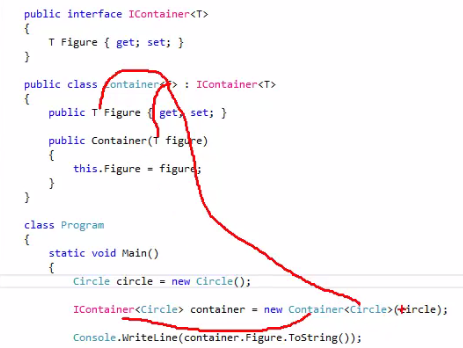 public interface IContainer<T>
{
T Figure { get; set; }
}
public class Container<T> : IContainer<T>
{
public T Figure { get; set; }
public Container(T figure)
{
this.Figure = figure;
}
}
class Program
{
static void Main()
{
Circle circle = new Circle();
IContainer<Circle> container = new Container<Circle>(circle);
Console.WriteLine(container.Figure.ToString());